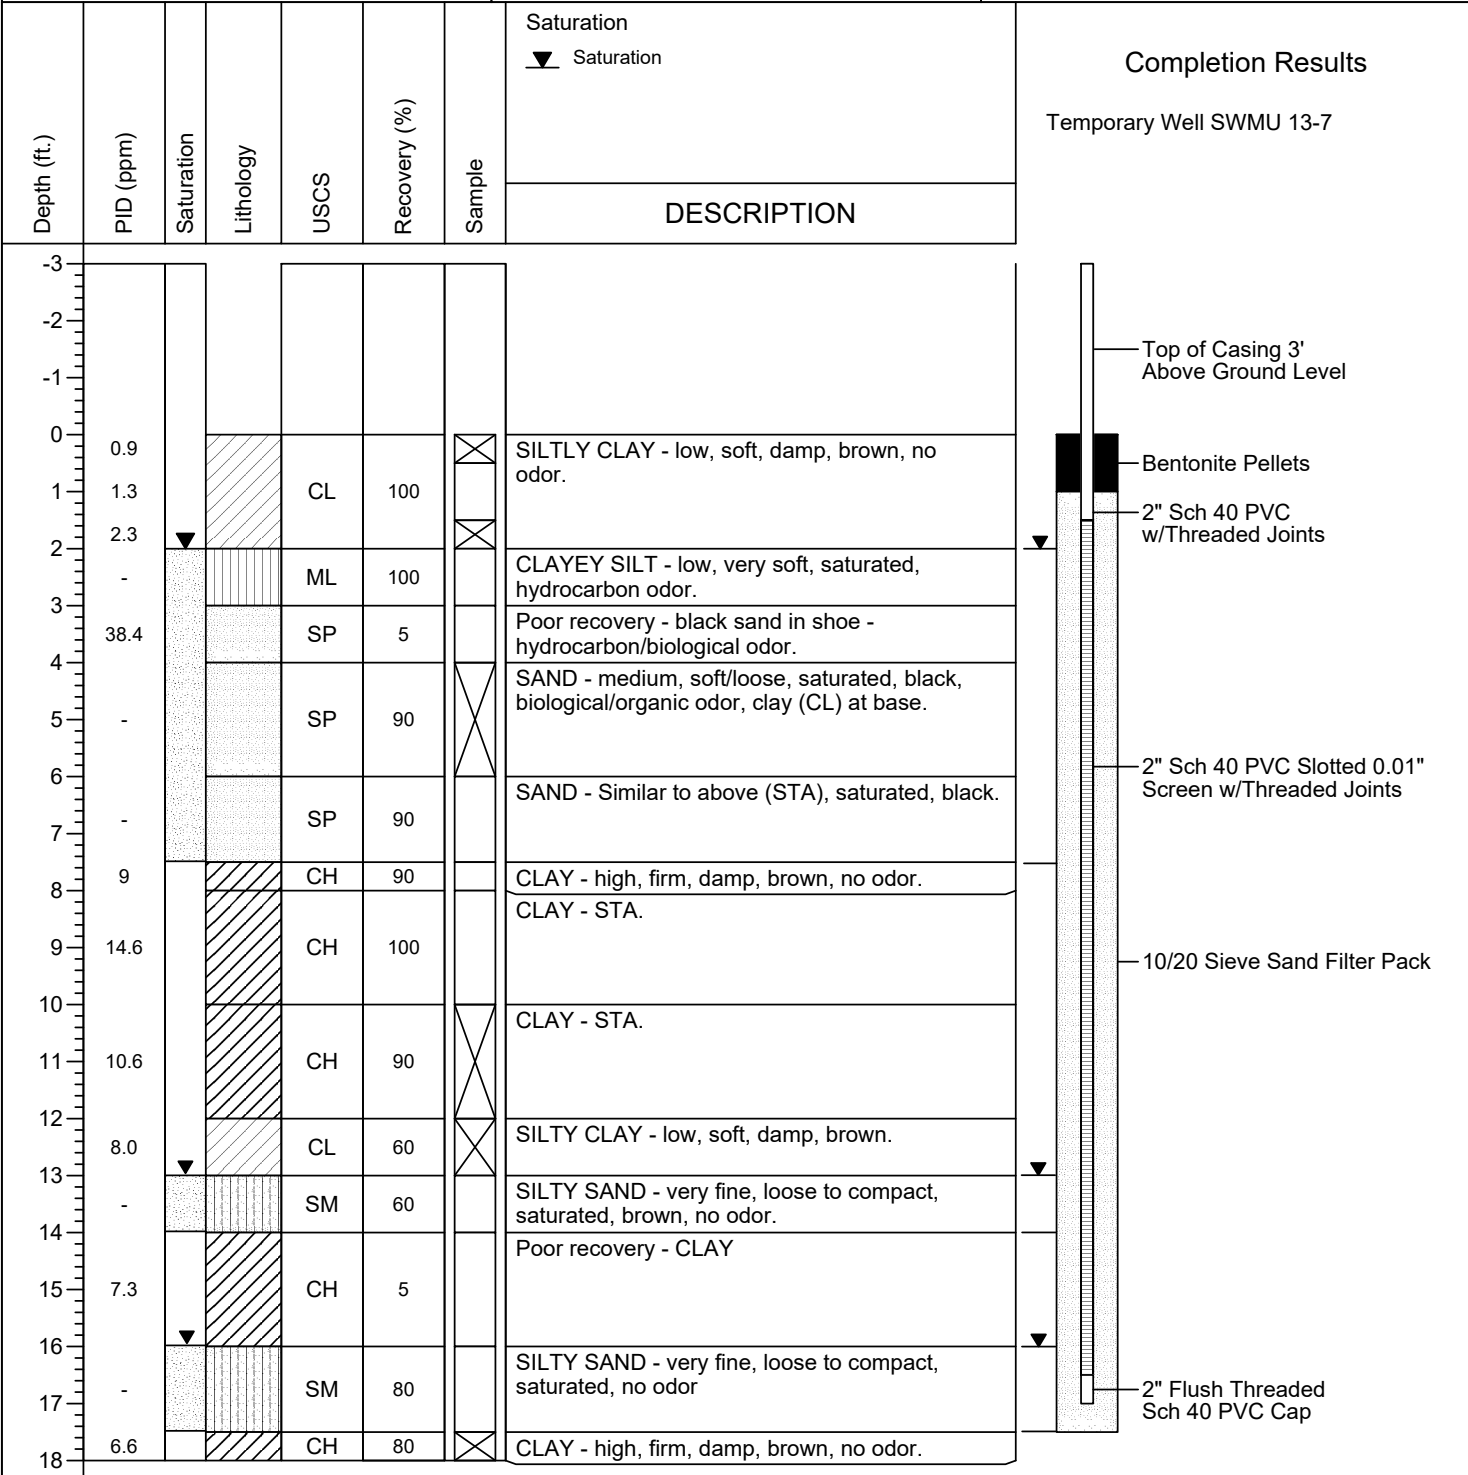 Saturation
Saturation
Completion Results
Temporary Well SWMU 13-7
Depth (ft.)
PID (ppm)
Saturation
Lithology
USCS
Recovery (%)
Sample
DESCRIPTION
-3
-2
-1
Top of Casing 3'
Above Ground Level
0
0.9
SILTLY CLAY - low, soft, damp, brown, no
odor.
Bentonite Pellets
1
1.3
CL
100
2" Sch 40 PVC
w/Threaded Joints
2.3
2
-
ML
100
CLAYEY SILT - low, very soft, saturated,
hydrocarbon odor.
3
38.4
SP
5
Poor recovery - black sand in shoe -
hydrocarbon/biological odor.
4
SAND - medium, soft/loose, saturated, black,
biological/organic odor, clay (CL) at base.
5
-
SP
90
6
2" Sch 40 PVC Slotted 0.01"
Screen w/Threaded Joints
SAND - Similar to above (STA), saturated, black.
-
SP
90
7
9
CH
90
CLAY - high, firm, damp, brown, no odor.
8
CLAY - STA.
9
14.6
CH
100
10/20 Sieve Sand Filter Pack
10
CLAY - STA.
11
10.6
CH
90
12
8.0
CL
60
SILTY CLAY - low, soft, damp, brown.
13
-
SM
60
SILTY SAND - very fine, loose to compact,
saturated, brown, no odor.
14
Poor recovery - CLAY
15
7.3
CH
5
16
SILTY SAND - very fine, loose to compact,
saturated, no odor
-
SM
80
17
2" Flush Threaded
Sch 40 PVC Cap
6.6
CH
80
CLAY - high, firm, damp, brown, no odor.
18